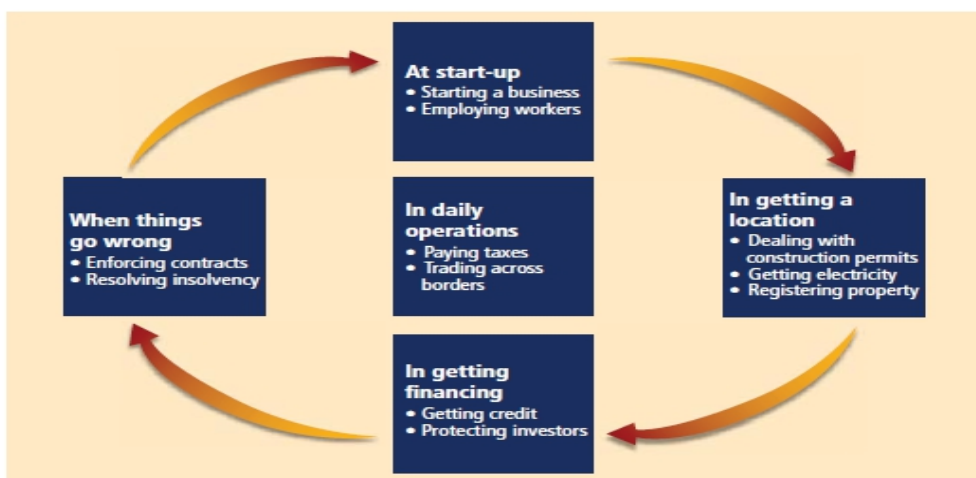 At start-up
• Starting a business
• Employing workers
When things
go wrong
• Enforcing contracts
• Resolving insolvency
In daily
operations
• Paying taxes
• Trading across
borders
In getting a
location
• Dealing with
construction permits
• Getting electricity
• Registering property
In getting
financing
• Getting credit
• Protecting investors